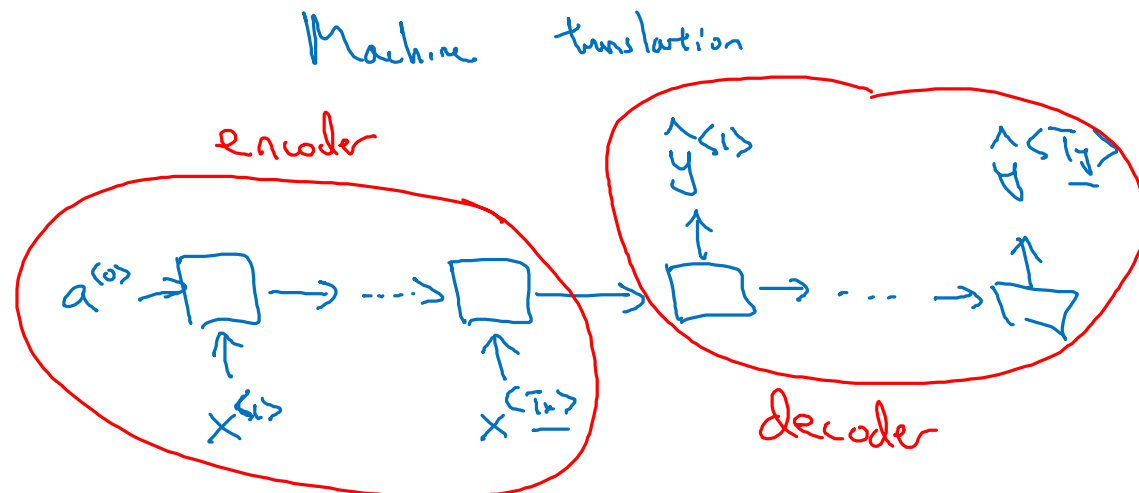 Machine translation
encoder
decoder
ŷ<1>
ŷ<Ty>
a<0>
x<1>
x<Tx>